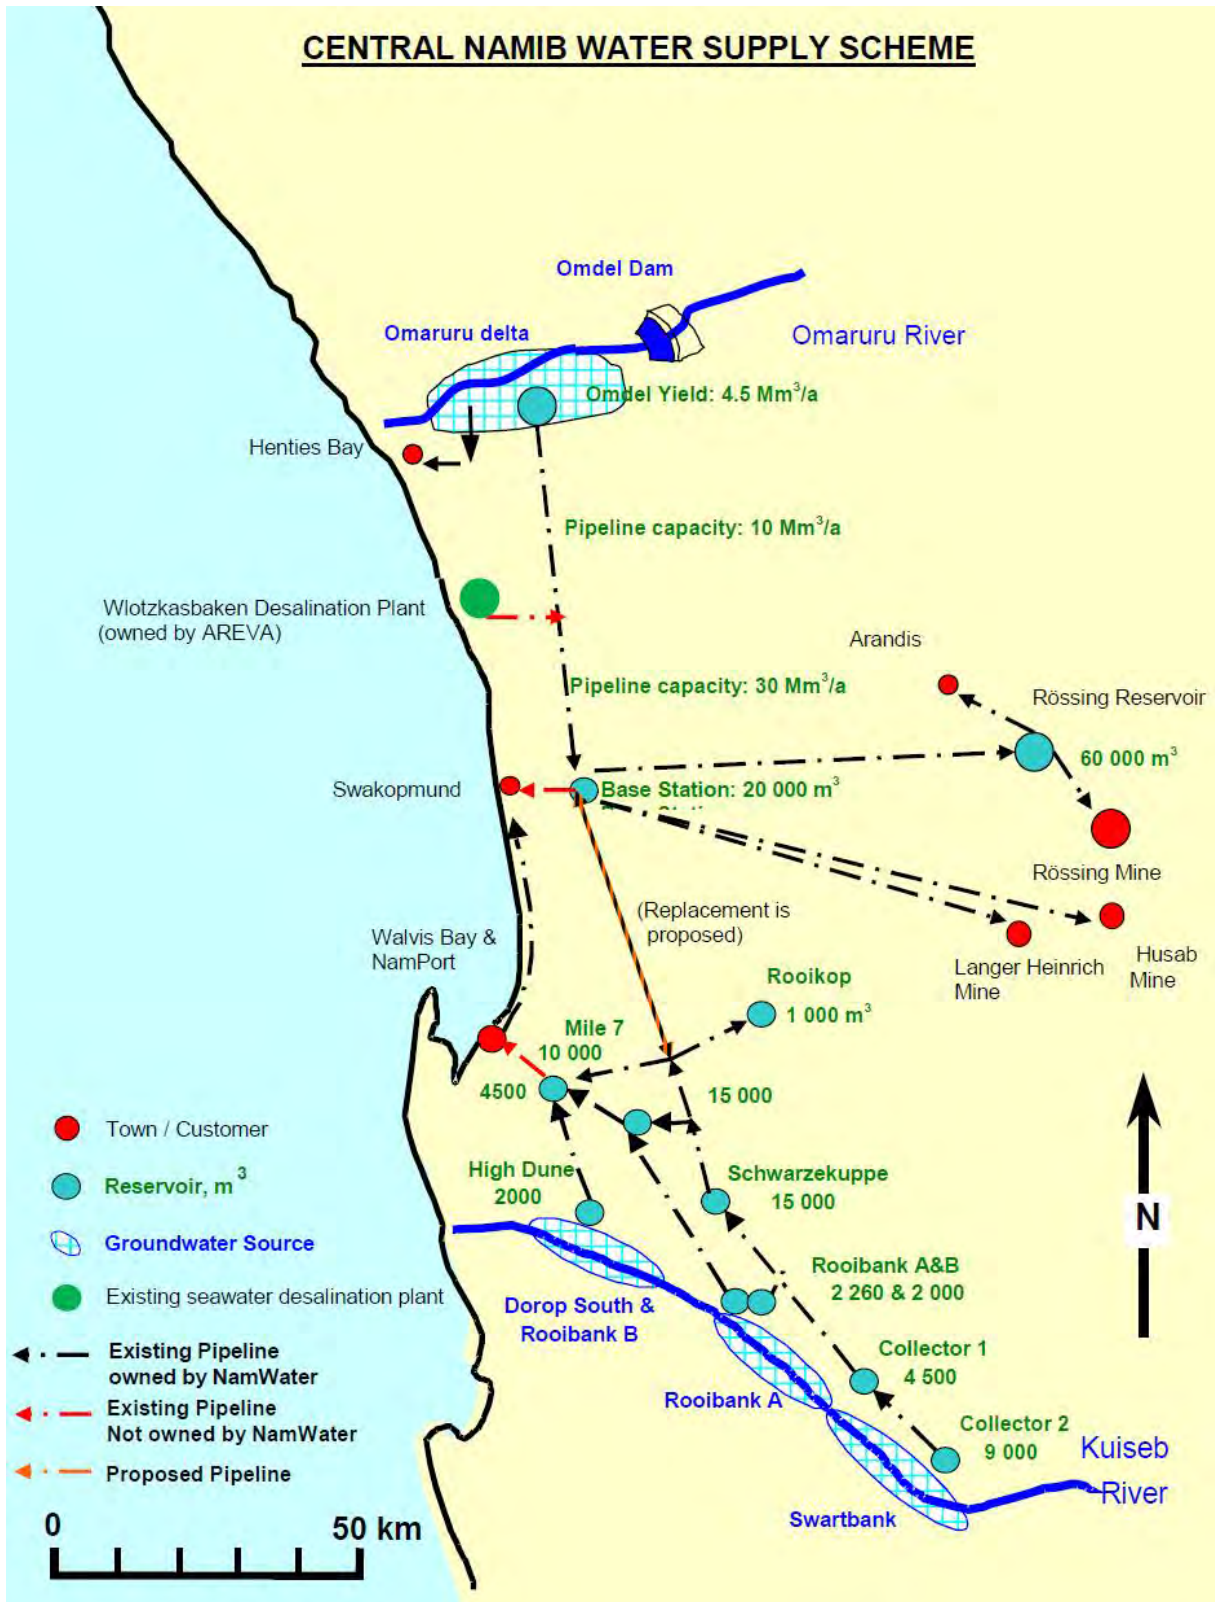 CENTRAL NAMIB WATER SUPPLY SCHEME
Omdel Dam
Omaruru delta
Omaruru River
Omdel Yield: 4.5 Mm³/a
Henties Bay
Pipeline capacity: 10 Mm³/a
Wlotzkasbaken Desalination Plant
(owned by AREVA)
Arandis
Pipeline capacity: 30 Mm³/a
Rössing Reservoir
60 000 m³
Swakopmund
Base Station: 20 000 m³
Rössing Mine
(Replacement is
proposed)
Walvis Bay &
NamPort
Langer Heinrich
Mine
Husab
Mine
Rooikop
1 000 m³
Mile 7
10 000
4500
15 000
Town / Customer
High Dune
2000
Schwarzekuppe
15 000
Reservoir, m³
N
Groundwater Source
Rooibank A&B
2 260 & 2 000
Existing seawater desalination plant
Dorop South &
Rooibank B
Existing Pipeline
owned by NamWater
Collector 1
4 500
Rooibank A
Existing Pipeline
Not owned by NamWater
Collector 2
9 000
Kuiseb
River
Proposed Pipeline
Swartbank
0
50 km